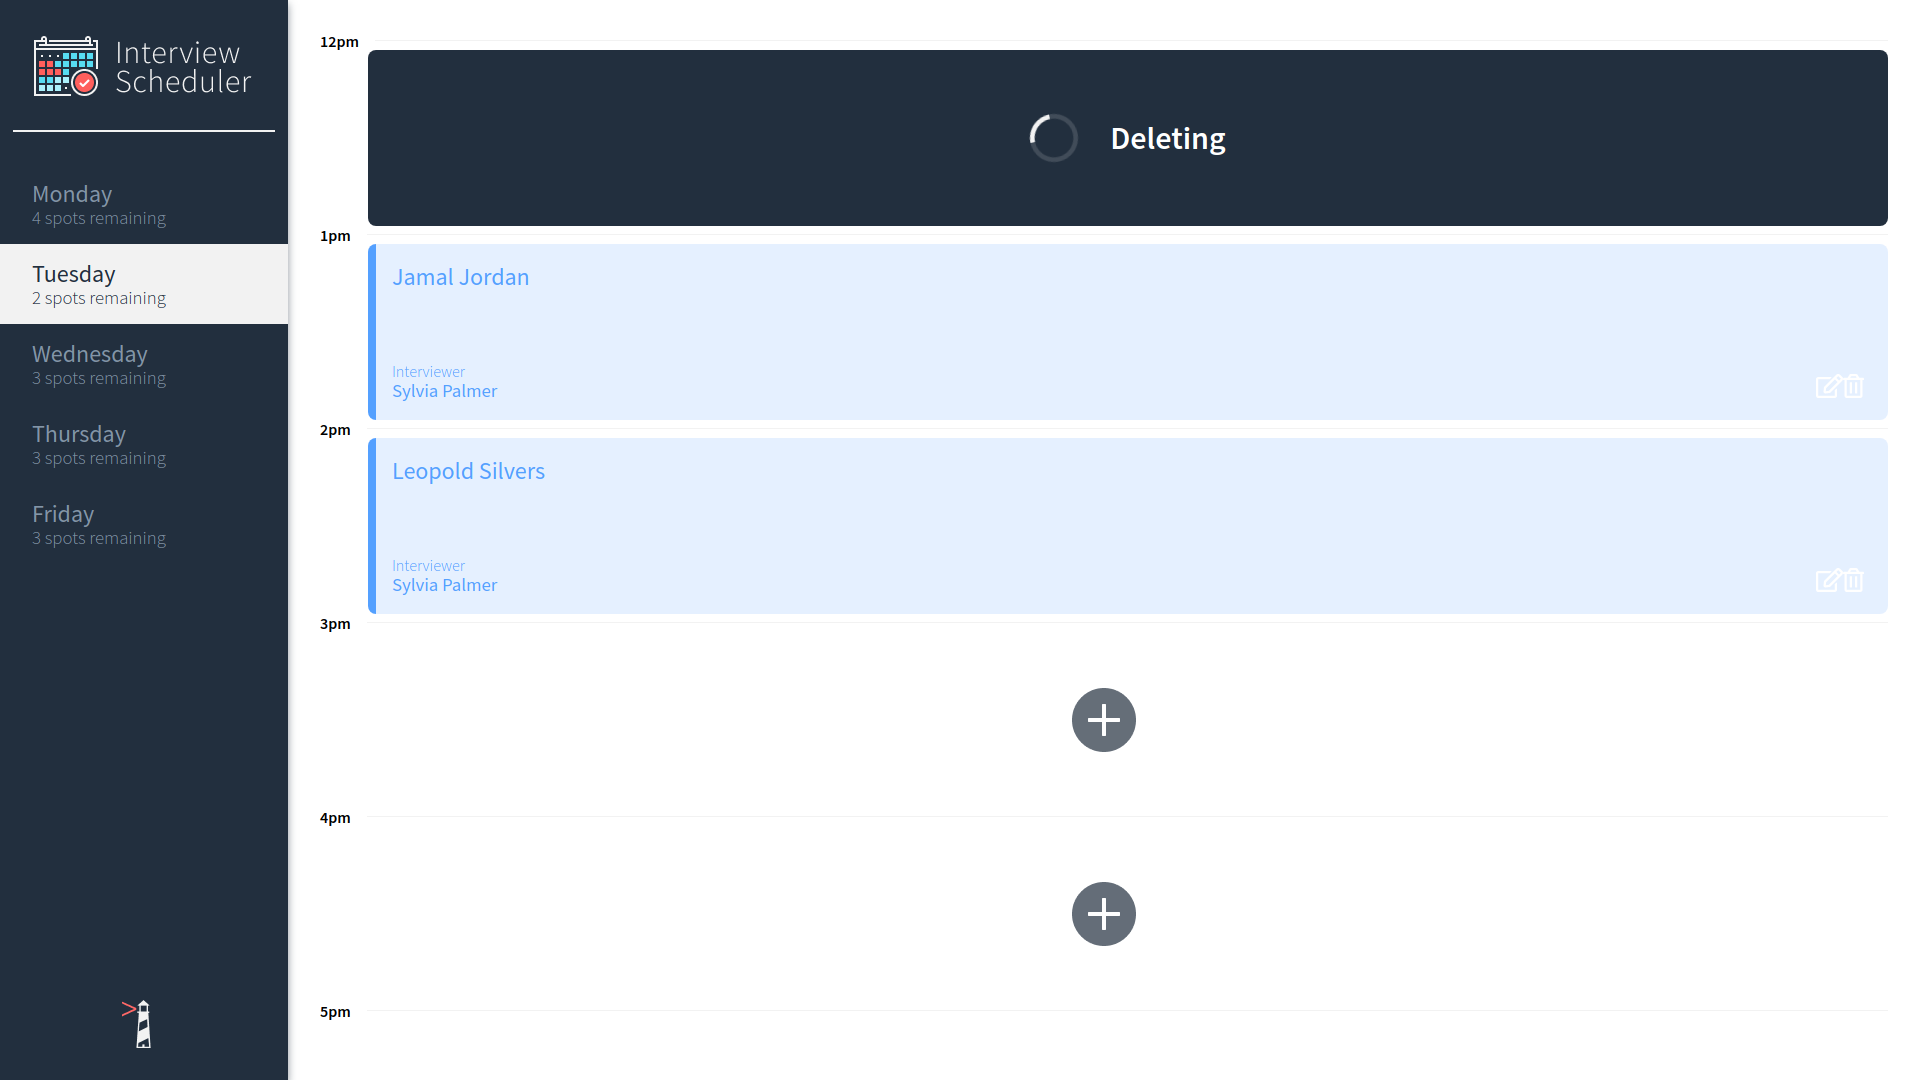 Interview
Scheduler
Monday
4 spots remaining
Tuesday
2 spots remaining
Wednesday
3 spots remaining
Thursday
3 spots remaining
Friday
3 spots remaining
12pm
Deleting
1pm
Jamal Jordan
Interviewer
Sylvia Palmer
2pm
Leopold Silvers
Interviewer
Sylvia Palmer
3pm
4pm
5pm